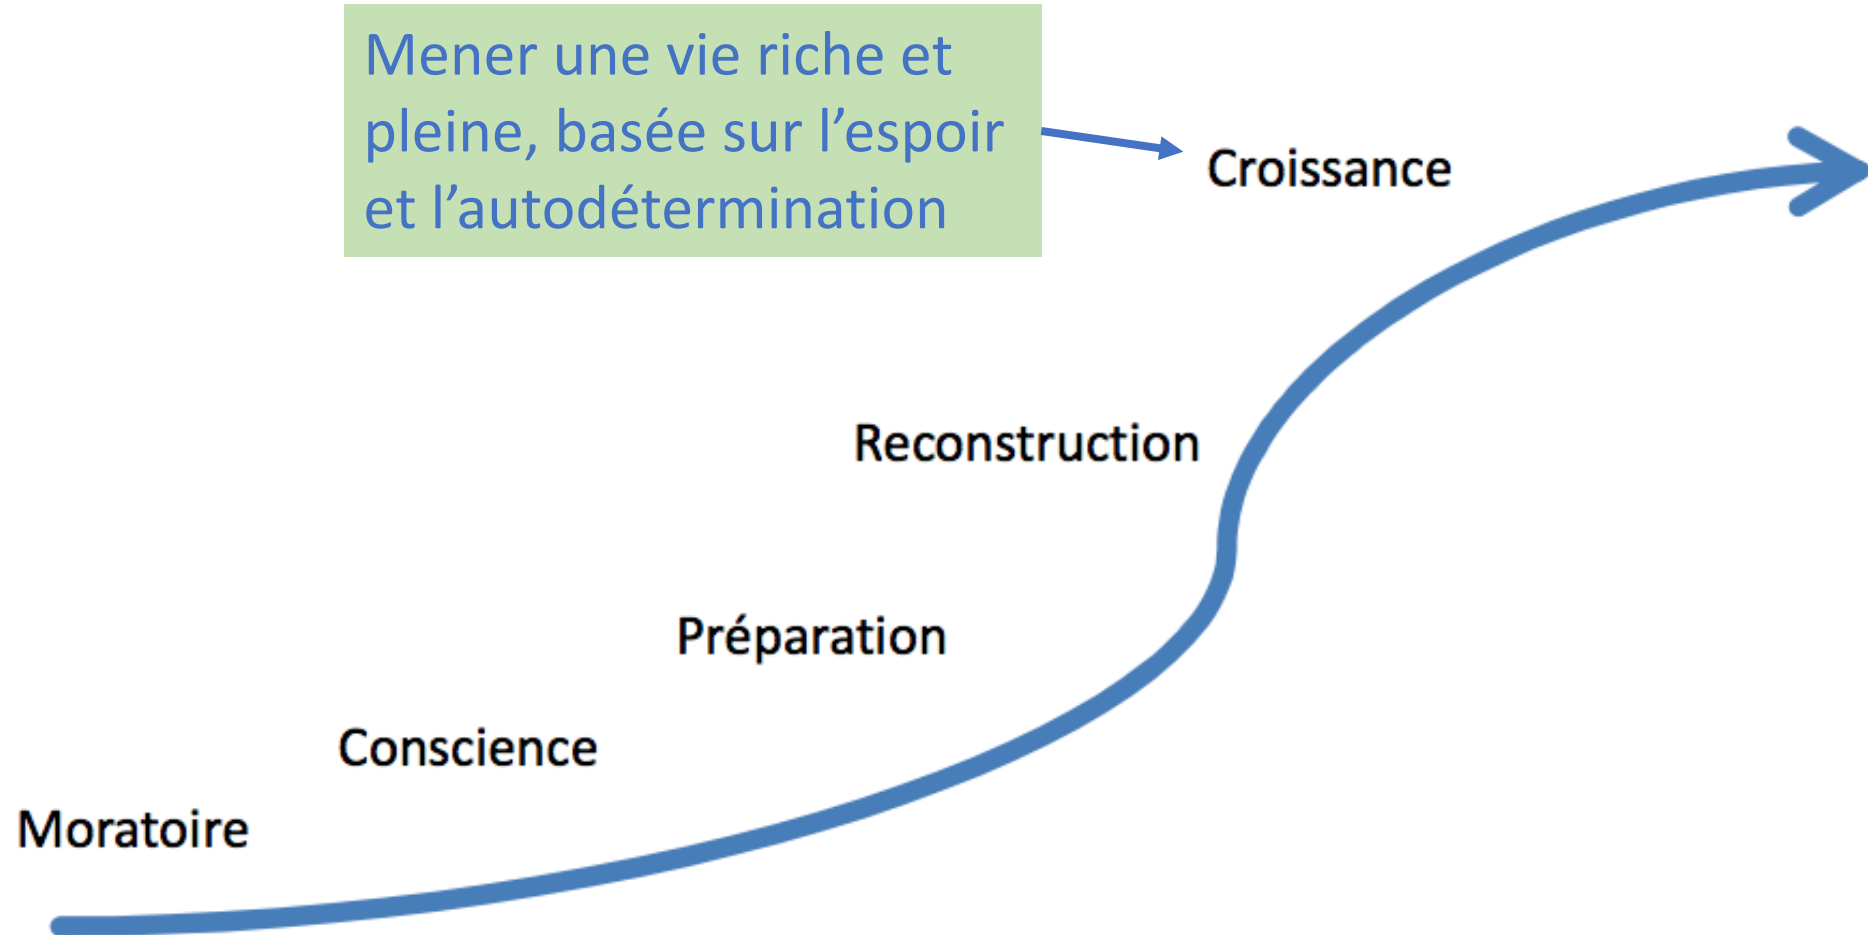 Mener une vie riche et
pleine, basée sur l’espoir
et l’autodétermination
Croissance
Reconstruction
Préparation
Conscience
Moratoire